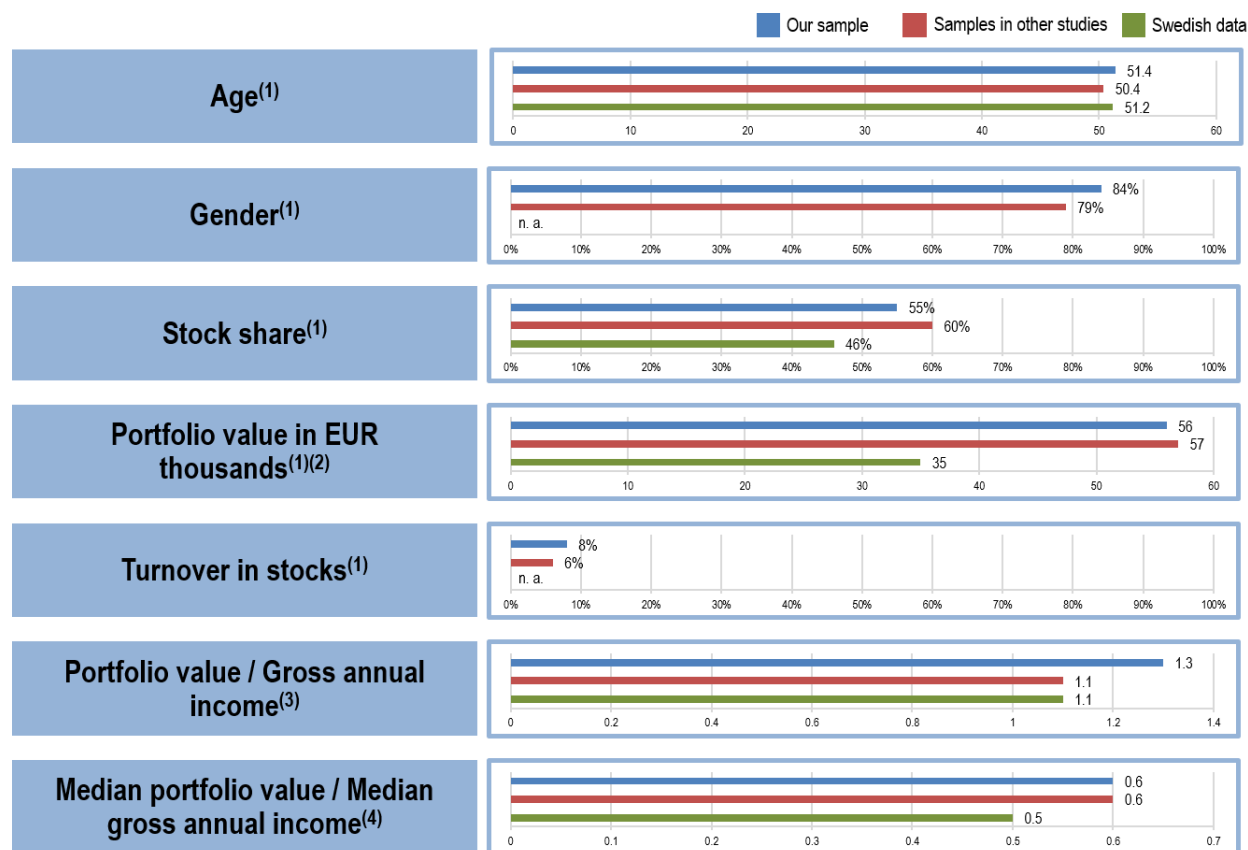 Our sample Samples in other studies Swedish data
Age(1)
51.4
50.4
51.2
0 10 20 30 40 50 60
Gender(1)
84%
79%
n. a.
0% 10% 20% 30% 40% 50% 60% 70% 80% 90% 100%
Stock share(1)
55%
60%
46%
0% 10% 20% 30% 40% 50% 60% 70% 80% 90% 100%
Portfolio value in EUR
thousands(1)(2)
56
57
35
0 10 20 30 40 50 60
Turnover in stocks(1)
8%
6%
n. a.
0% 10% 20% 30% 40% 50% 60% 70% 80% 90% 100%
Portfolio value / Gross annual
income(3)
1.3
1.1
1.1
0 0.2 0.4 0.6 0.8 1 1.2 1.4
Median portfolio value / Median
gross annual income(4)
0.6
0.6
0.5
0 0.1 0.2 0.3 0.4 0.5 0.6 0.7